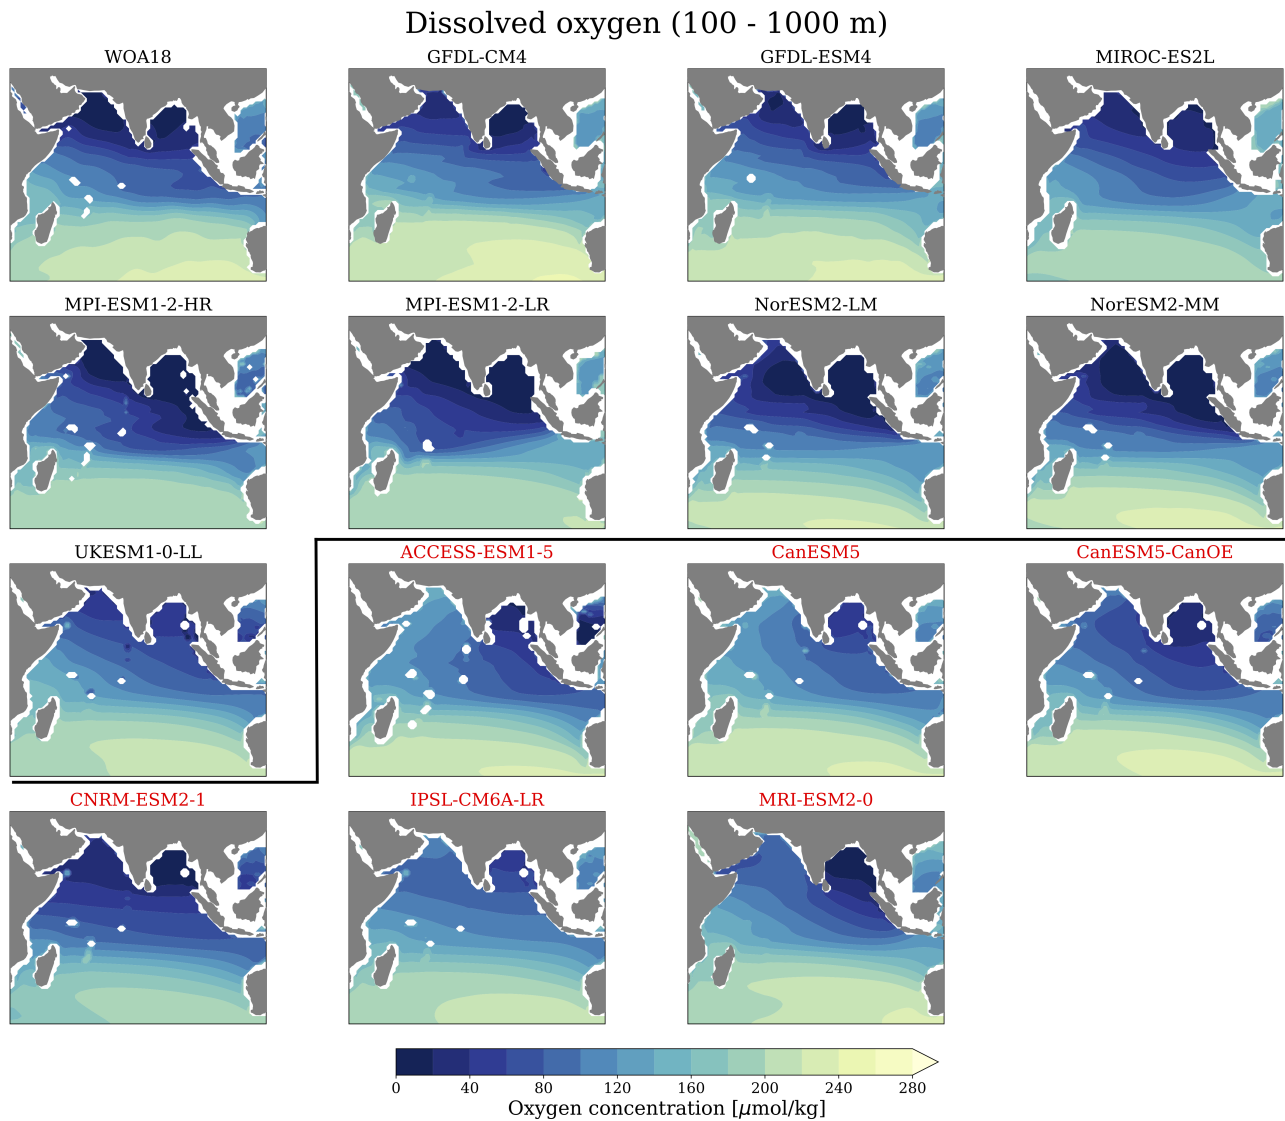 Dissolved oxygen (100 - 1000 m)
WOA18
GFDL-CM4
GFDL-ESM4
MIROC-ES2L
MPI-ESM1-2-HR
MPI-ESM1-2-LR
NorESM2-LM
NorESM2-MM
UKESM1-0-LL
ACCESS-ESM1-5
CanESM5
CanESM5-CanOE
CNRM-ESM2-1
IPSL-CM6A-LR
MRI-ESM2-0
0 40 80 120 160 200 240 280
Oxygen concentration [μmol/kg]